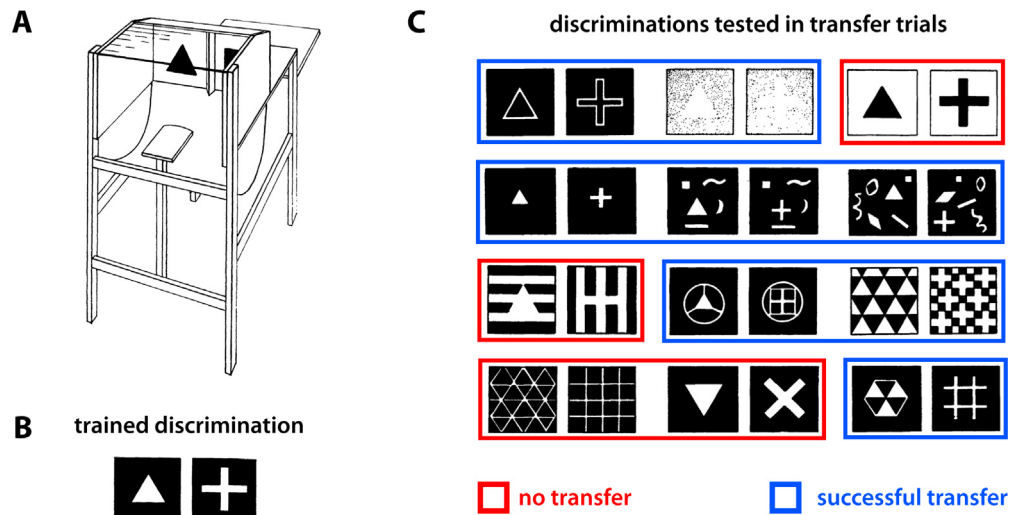 A
C
discriminations tested in transfer trials
B
trained discrimination
no transfer
successful transfer